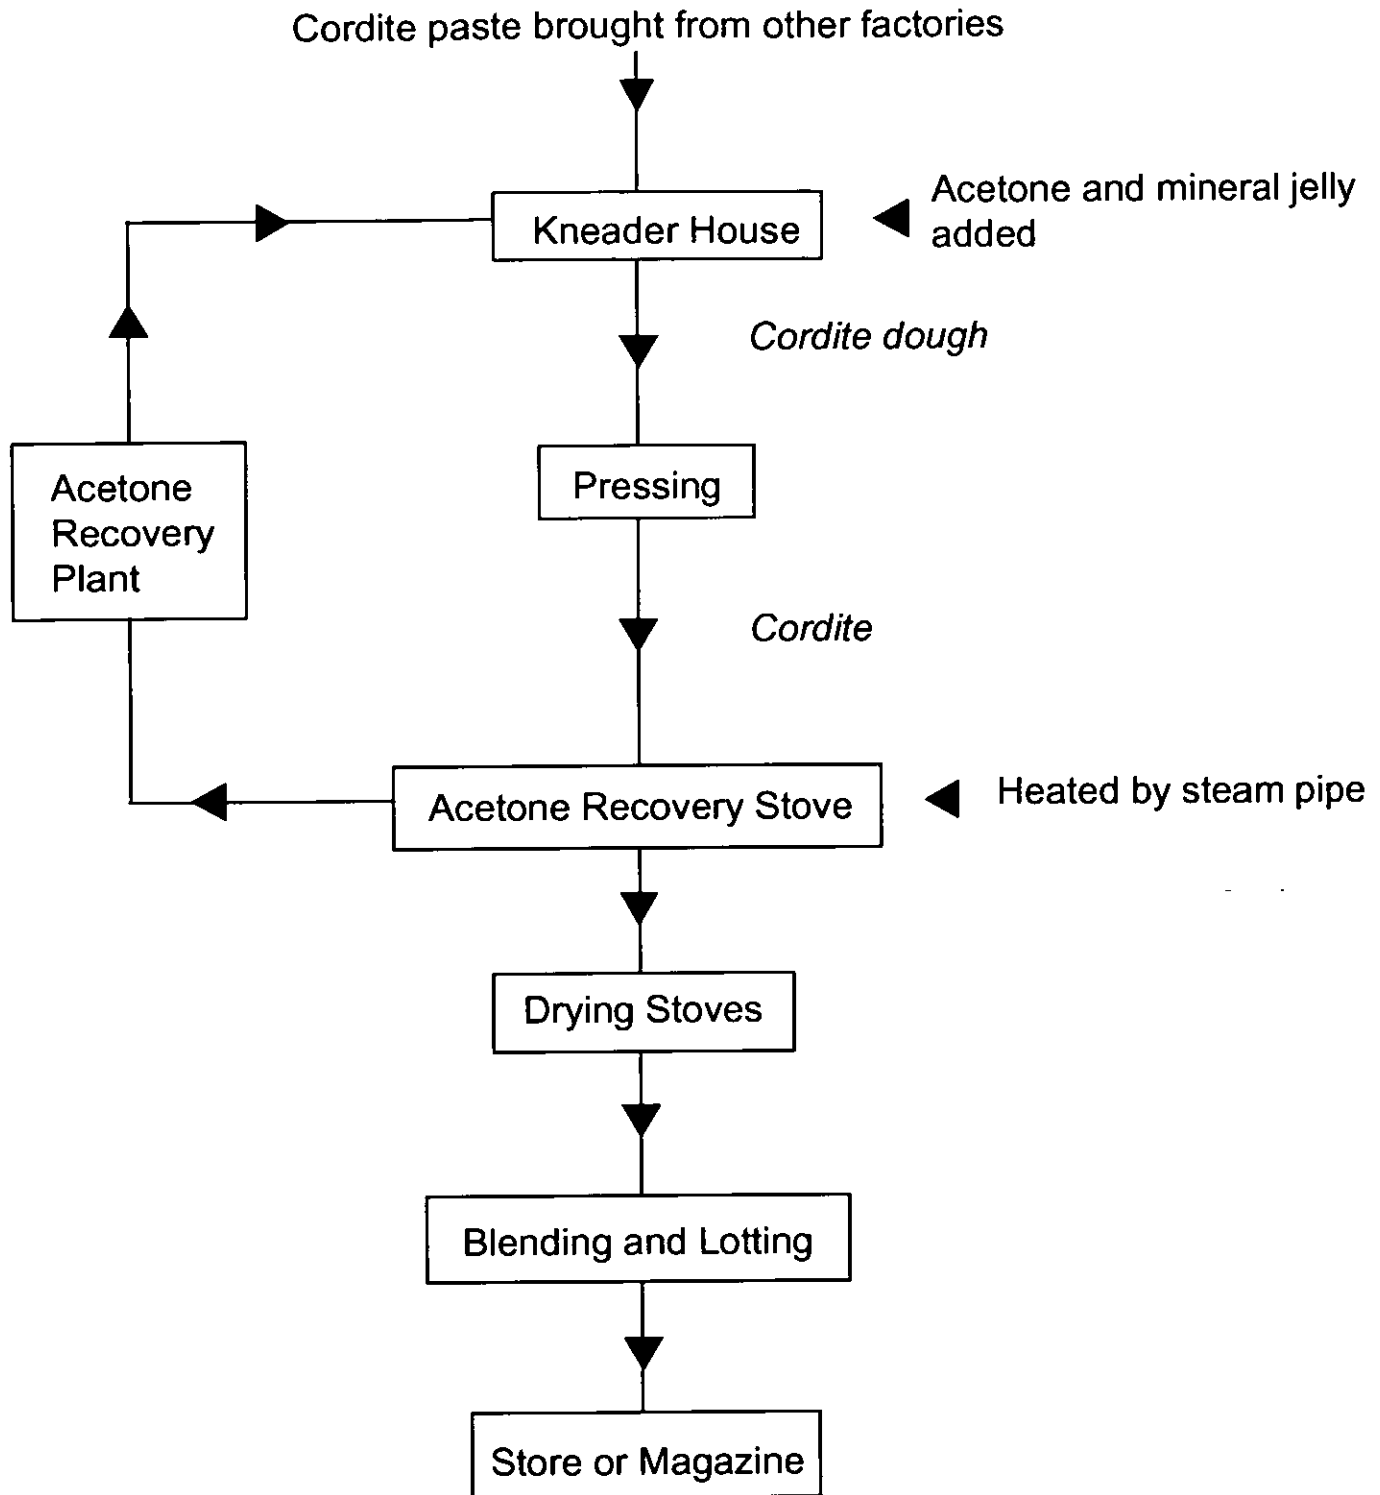 Cordite paste brought from other factories
Kneader House
Acetone and mineral jelly
added
Cordite dough
Acetone
Recovery
Plant
Pressing
Cordite
Acetone Recovery Stove
Heated by steam pipe
Drying Stoves
Blending and Lotting
Store or Magazine